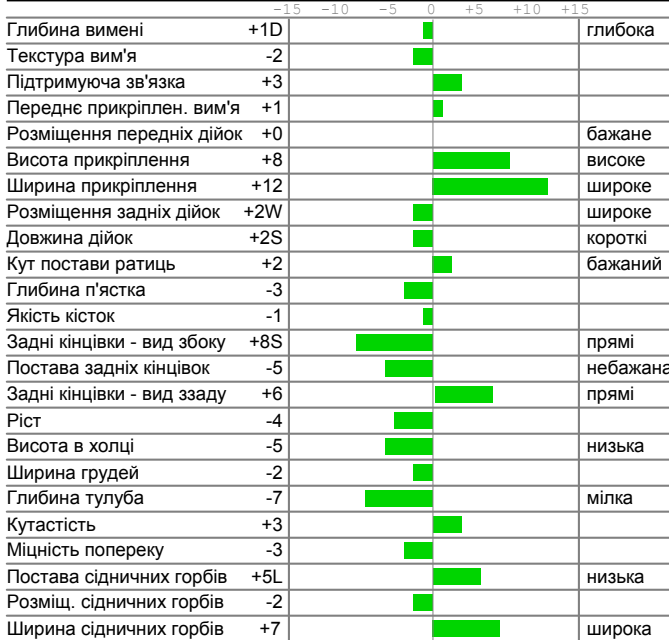 -15 -10 -5 0 +5 +10 +15
Глибина вимені +1D глибока
Текстура вим'я -2
Підтримуюча зв'язка +3
Переднє прикріплен. вим'я +1
Розміщення передніх дійок +0 бажане
Висота прикріплення +8 високе
Ширина прикріплення +12 широке
Розміщення задніх дійок +2W широке
Довжина дійок +2S короткі
Кут постави ратиць +2 бажаний
Глибина п'ястка -3
Якість кісток -1
Задні кінцівки - вид збоку +8S прямі
Постава задніх кінцівок -5 небажана
Задні кінцівки - вид ззаду +6 прямі
Ріст -4
Висота в холці -5 низька
Ширина грудей -2
Глибина тулуба -7 мілка
Кутастість +3
Міцність попереку -3
Постава сідничних горбів +5L низька
Розміщ. сідничних горбів -2
Ширина сідничних горбів +7 широка